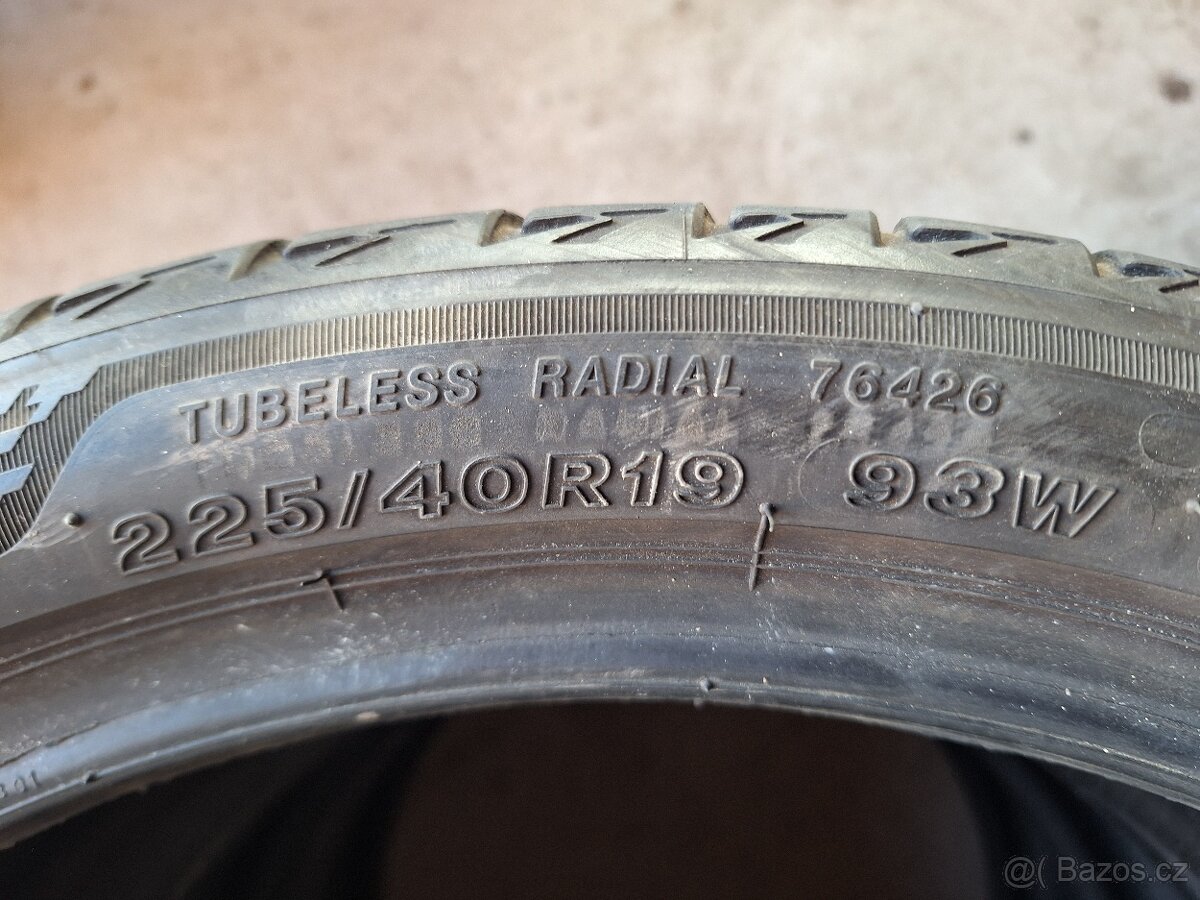 TUBELESS RADIAL 76426
225/40R19 93W
@( Bazos.cz